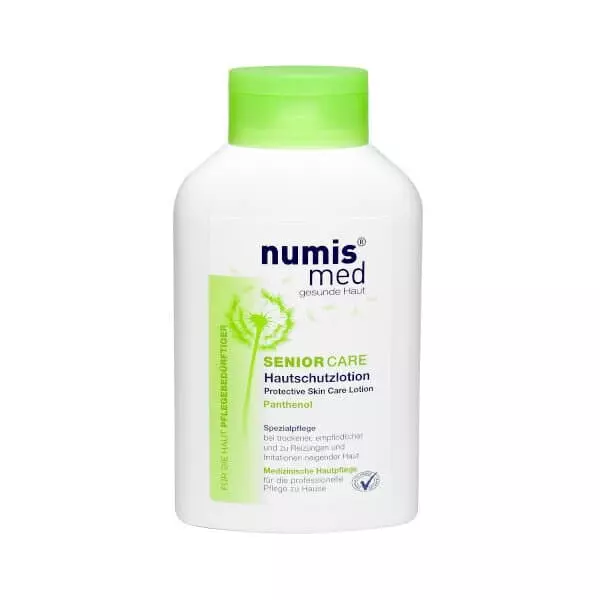 numis®
med
gesunde Haut
FÜR DIE HAUT PFLEGEBEDÜRFTIGER
SENIOR CARE
Hautschutzlotion
Protective Skin Care Lotion
Panthenol
Spezialpflege
bei trockener, empfindlicher
und zu Reizungen und
Irritationen neigender Haut
Medizinische Hautpflege
für die professionelle
Pflege zu Hause